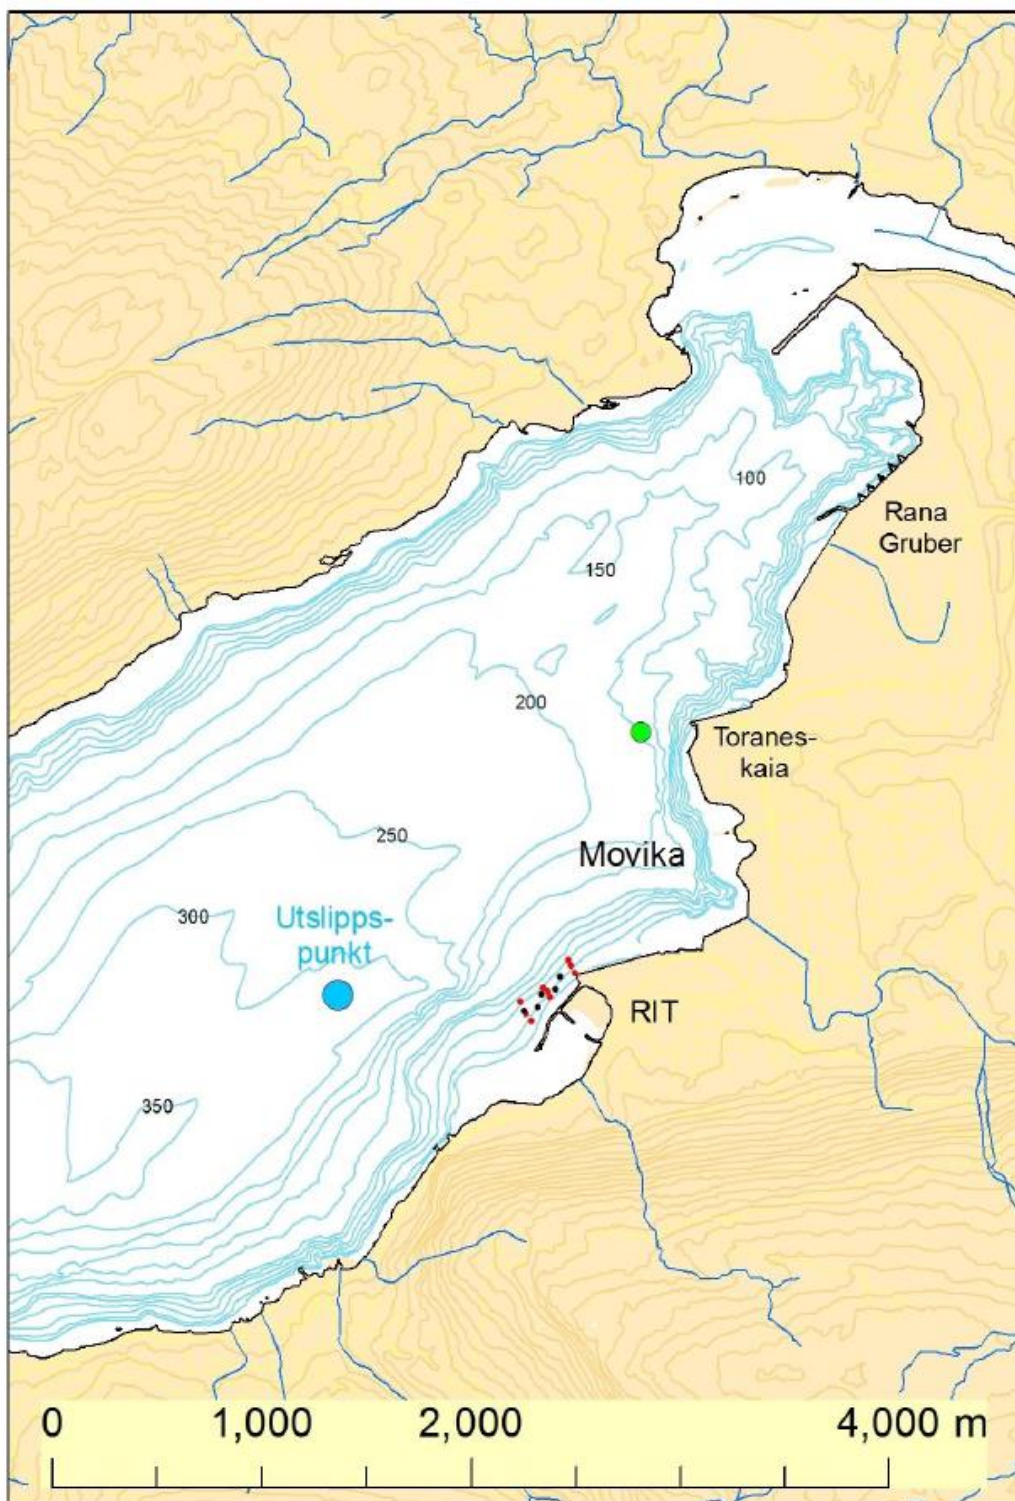 100
Rana
Gruber
150
200
Toranes-
kaia
250
Movika
300
Utslipps-
punkt
RIT
350
0 1,000 2,000 4,000 m